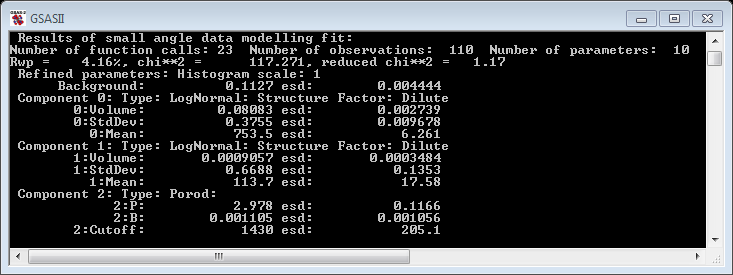 GSASII
Results of small angle data modelling fit:
Number of function calls: 23 Number of observations: 110 Number of parameters: 10
Rwp = 4.16%, chi**2 = 117.271, reduced chi**2 = 1.17
Refined parameters: Histogram scale: 1
Background: 0.1127 esd: 0.004444
Component 0: Type: LogNormal: Structure Factor: Dilute
0:Volume: 0.08083 esd: 0.002739
0:StdDev: 0.3755 esd: 0.009678
0:Mean: 753.5 esd: 6.261
Component 1: Type: LogNormal: Structure Factor: Dilute
1:Volume: 0.0009057 esd: 0.0003484
1:StdDev: 0.6688 esd: 0.1353
1:Mean: 113.7 esd: 17.58
Component 2: Type: Porod:
2:P: 2.978 esd: 0.1166
2:B: 0.001105 esd: 0.001056
2:Cutoff: 1430 esd: 205.1